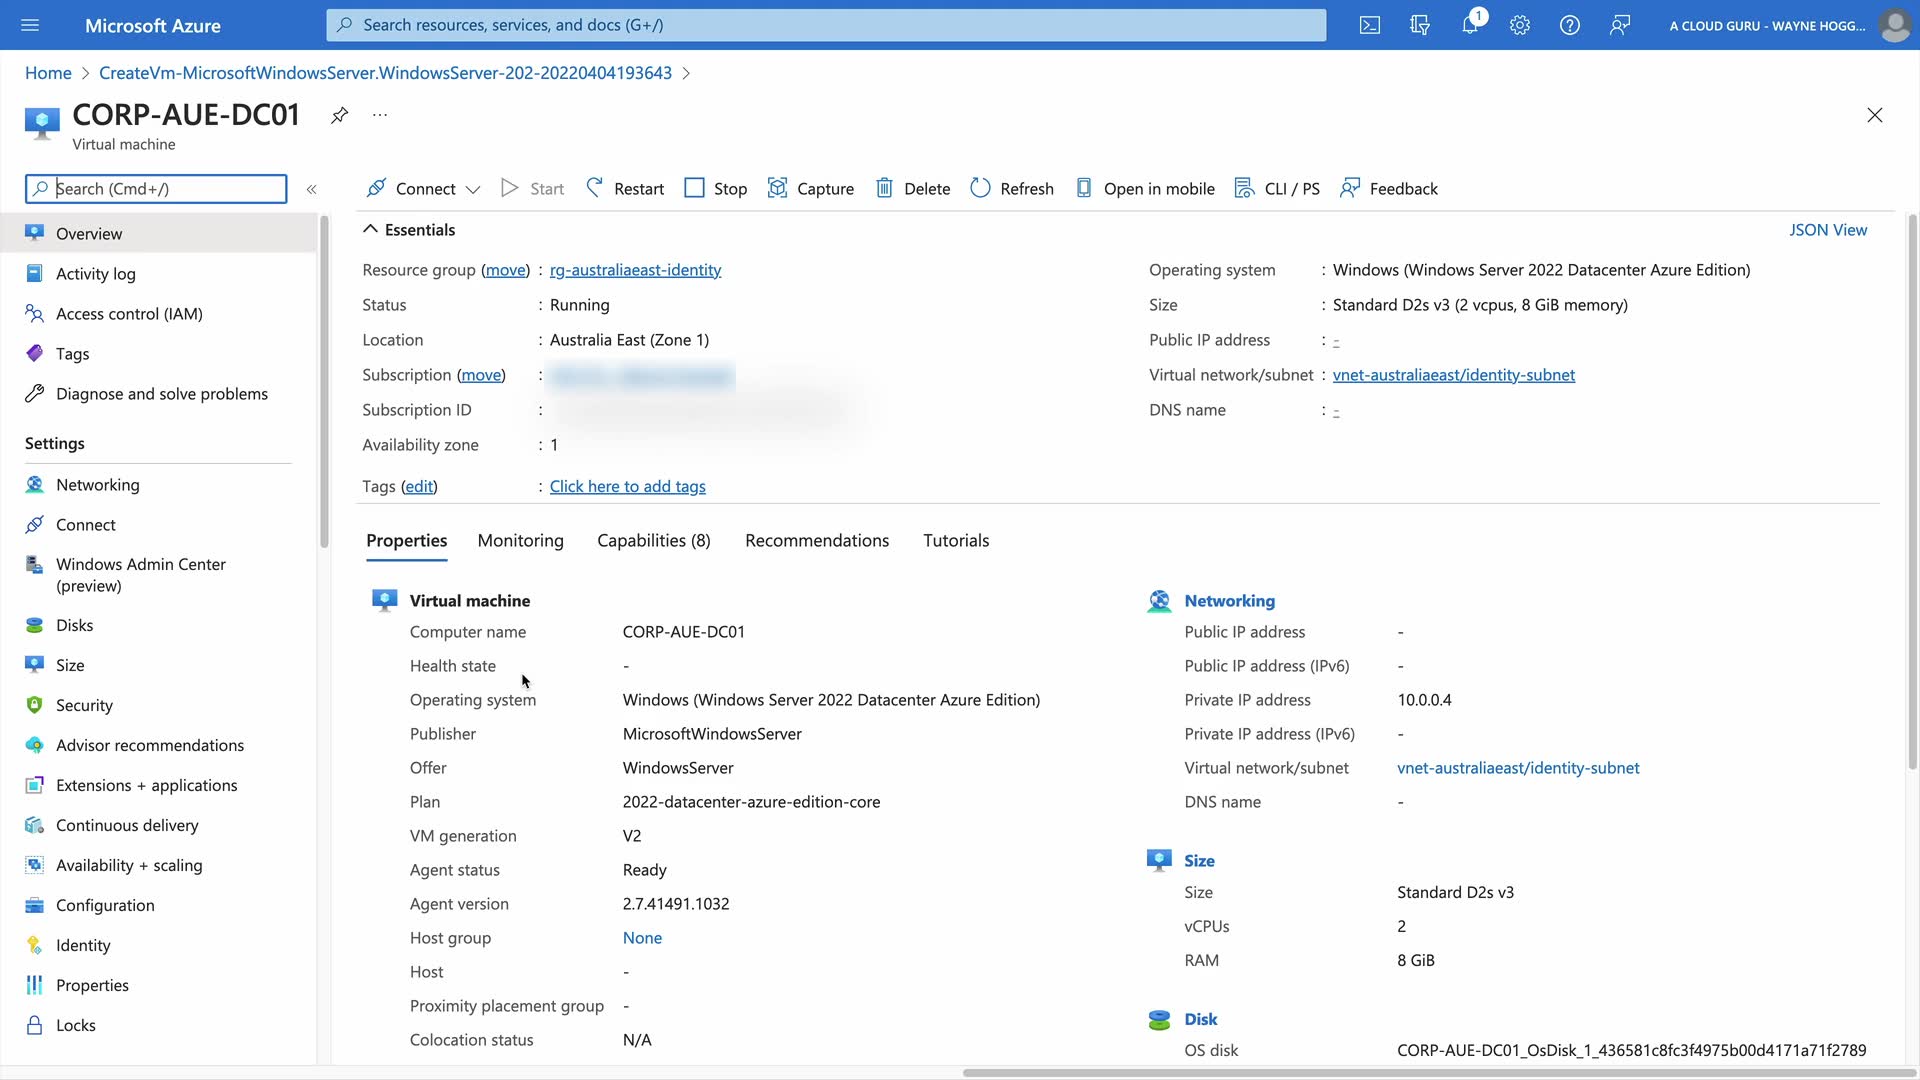 Microsoft Azure
Search resources, services, and docs (G+/)
1
A CLOUD GURU - WAYNE HOGG...
Home > CreateVm-MicrosoftWindowsServer.WindowsServer-202-20220404193643 >
CORP-AUE-DC01 ...
Virtual machine
Search (Cmd+/)
«
Connect
Start
Restart
Stop
Capture
Delete
Refresh
Open in mobile
CLI / PS
Feedback
Overview
Activity log
Access control (IAM)
Tags
Diagnose and solve problems
Settings
Networking
Connect
Windows Admin Center
(preview)
Disks
Size
Security
Advisor recommendations
Extensions + applications
Continuous delivery
Availability + scaling
Configuration
Identity
Properties
Locks
Essentials
JSON View
Resource group (move) : rg-australiaeast-identity
Status : Running
Location : Australia East (Zone 1)
Subscription (move) :
Subscription ID :
Availability zone : 1
Tags (edit) : Click here to add tags
Operating system : Windows (Windows Server 2022 Datacenter Azure Edition)
Size : Standard D2s v3 (2 vcpus, 8 GiB memory)
Public IP address : -
Virtual network/subnet : vnet-australiaeast/identity-subnet
DNS name : -
Properties
Monitoring
Capabilities (8)
Recommendations
Tutorials
Virtual machine
Computer name CORP-AUE-DC01
Health state -
Operating system Windows (Windows Server 2022 Datacenter Azure Edition)
Publisher MicrosoftWindowsServer
Offer WindowsServer
Plan 2022-datacenter-azure-edition-core
VM generation V2
Agent status Ready
Agent version 2.7.41491.1032
Host group None
Host -
Proximity placement group -
Colocation status N/A
Networking
Public IP address -
Public IP address (IPv6) -
Private IP address 10.0.0.4
Private IP address (IPv6) -
Virtual network/subnet vnet-australiaeast/identity-subnet
DNS name -
Size
Size Standard D2s v3
vCPUs 2
RAM 8 GiB
Disk
OS disk CORP-AUE-DC01_OsDisk_1_436581c8fc3f4975b00d4171a71f2789